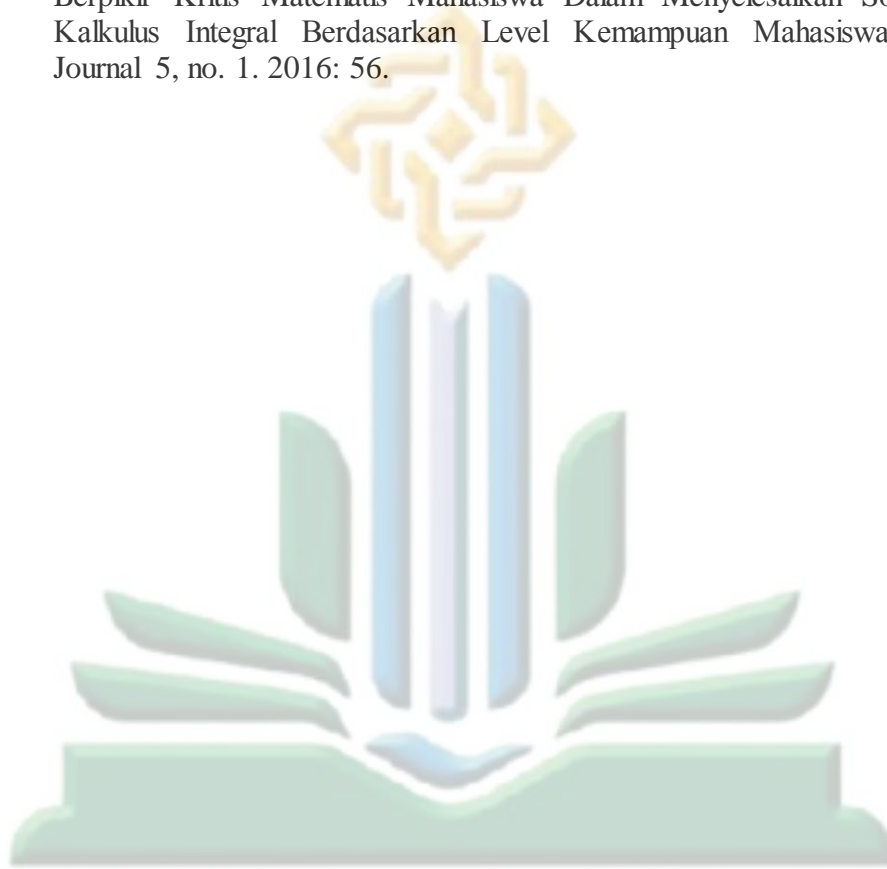 Berpikir Kritis Matematis Mahasiswa Dalam Menyelesaikan
Kalkulus Integral Berdasarkan Level Kemampuan Mahasiswa
Journal 5, no. 1. 2016: 56.